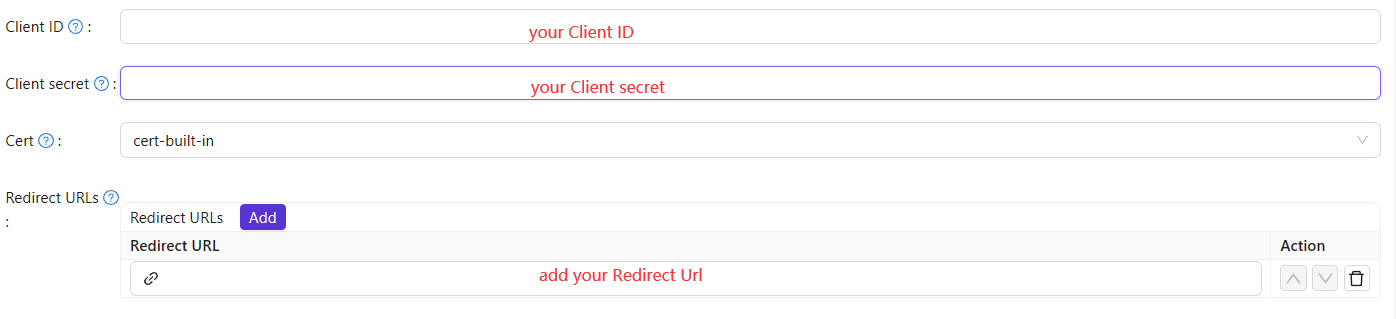 Client ID ? :
your Client ID
Client secret ? :
your Client secret
Cert ? :
cert-built-in
Redirect URLs ?
:
Redirect URLs Add
Redirect URL Action
add your Redirect Url